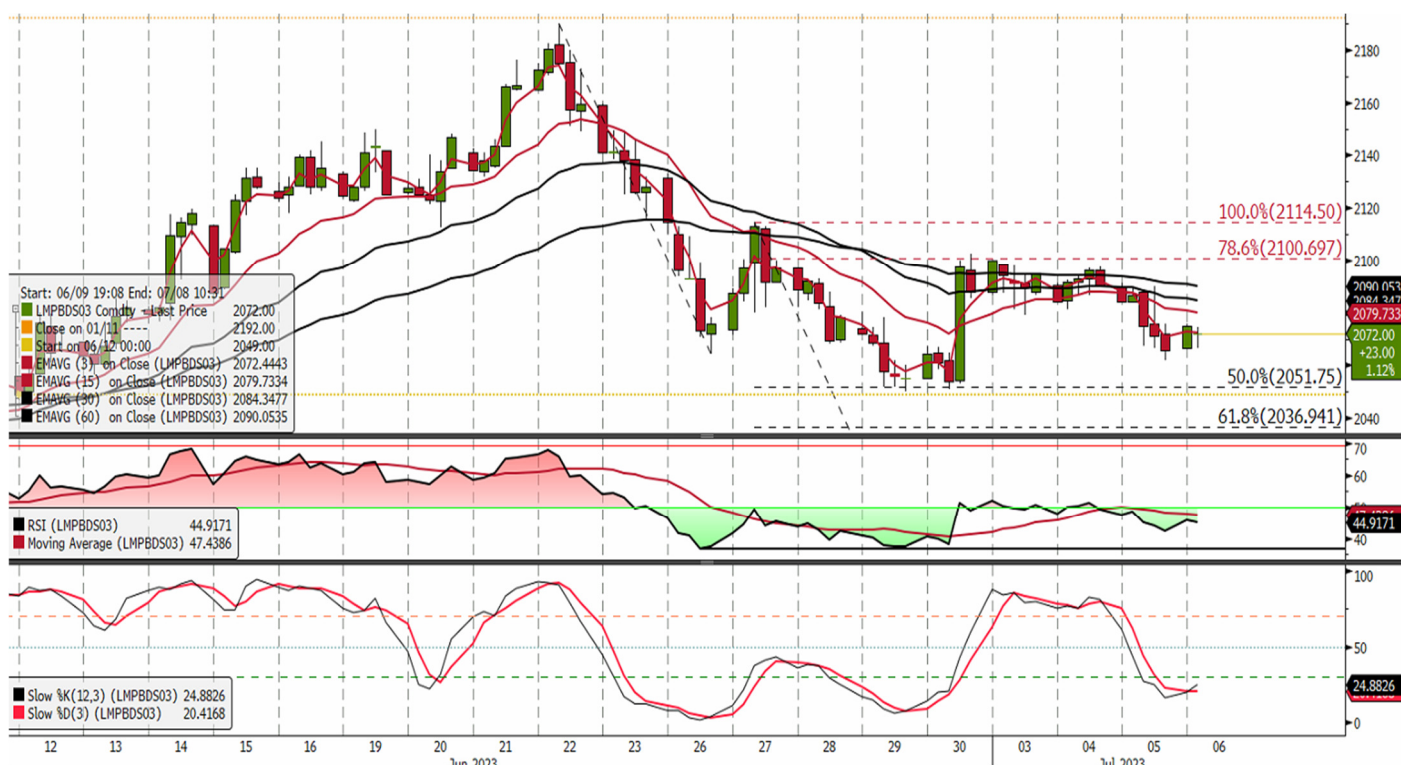 2180
2160
2140
2120
2100
2040
100.0%(2114.50)
78.6%(2100.697)
50.0%(2051.75)
61.8%(2036.941)
2090.053
2084.347
2079.733
2072.00
+23.00
1.12%
Start: 06/09 19:08 End: 07/08 10:31
LMPBDS03 Comdty - Last Price 2072.00
Close on 01/11 ---- 2192.00
Start on 06/12 00:00 2049.00
EMAVG (3) on Close (LMPBDS03) 2072.4443
EMAVG (15) on Close (LMPBDS03) 2079.7334
EMAVG (30) on Close (LMPBDS03) 2084.3477
EMAVG (60) on Close (LMPBDS03) 2090.0535
70
60
50
44.9171
40
RSI (LMPBDS03) 44.9171
Moving Average (LMPBDS03) 47.4386
100
50
24.8826
0
Slow %K(12,3) (LMPBDS03) 24.8826
Slow %D(3) (LMPBDS03) 20.4168
12 13 14 15 16 19 20 21 22 23 26 27 28 29 30 03 04 05 06
Jun 2023 Jul 2023